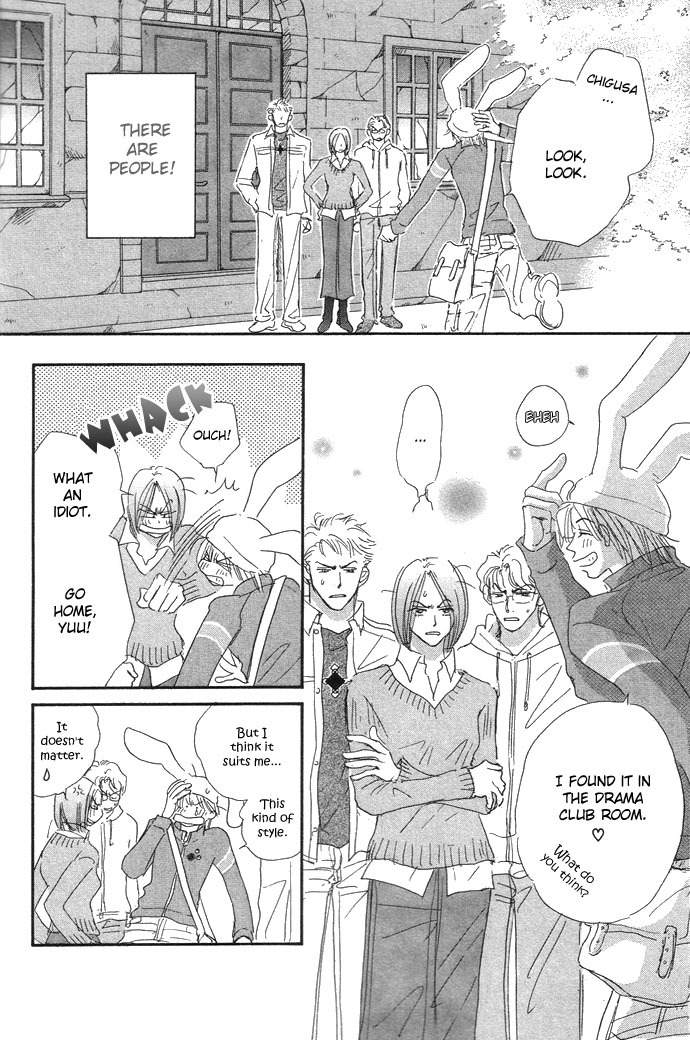 CHIGUSA
...
LOOK,
LOOK.
THERE
ARE
PEOPLE!
EHEH
...
I FOUND IT IN
THE DRAMA
CLUB ROOM.
♡
What do
you think?
WHACK
OUCH!
WHAT
AN
IDIOT.
GO
HOME,
YUU!
But I
think it
suits me...
This
kind of
style.
It
doesn't
matter.